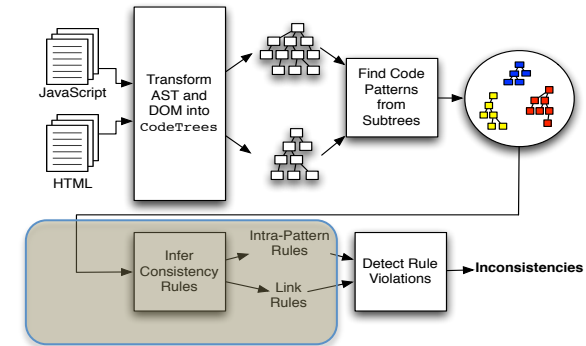 JavaScript
HTML
Transform
AST and
DOM into
CodeTrees
Find Code
Patterns
from
Subtrees
Infer
Consistency
Rules
Intra-Pattern
Rules
Link
Rules
Detect Rule
Violations
Inconsistencies